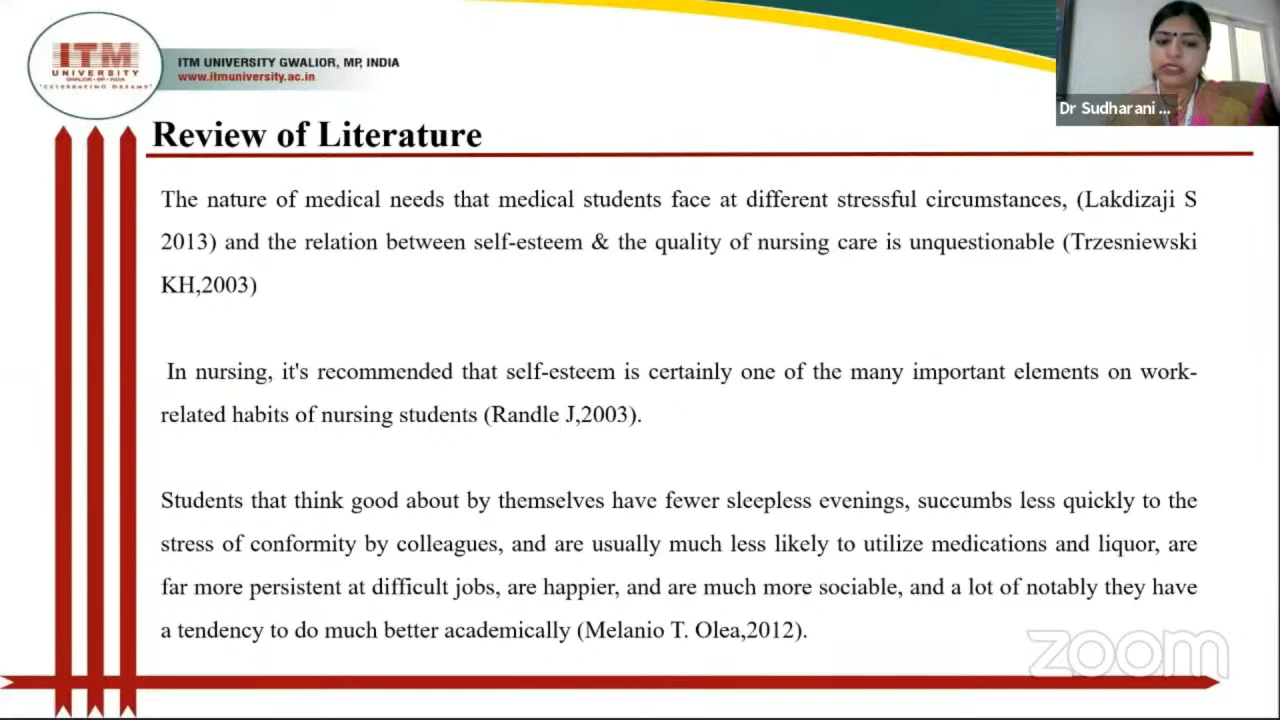 ITM
UNIVERSITY
GWALIOR • MP • INDIA
"CELEBRATING DREAMS"
ITM UNIVERSITY GWALIOR, MP, INDIA
www.itmuniversity.ac.in
Dr Sudharani ...
Review of Literature
The nature of medical needs that medical students face at different stressful circumstances, (Lakdizaji S
2013) and the relation between self-esteem & the quality of nursing care is unquestionable (Trzesniewski
KH,2003)
In nursing, it's recommended that self-esteem is certainly one of the many important elements on work-
related habits of nursing students (Randle J,2003).
Students that think good about by themselves have fewer sleepless evenings, succumbs less quickly to the
stress of conformity by colleagues, and are usually much less likely to utilize medications and liquor, are
far more persistent at difficult jobs, are happier, and are much more sociable, and a lot of notably they have
a tendency to do much better academically (Melanio T. Olea,2012).
zoom